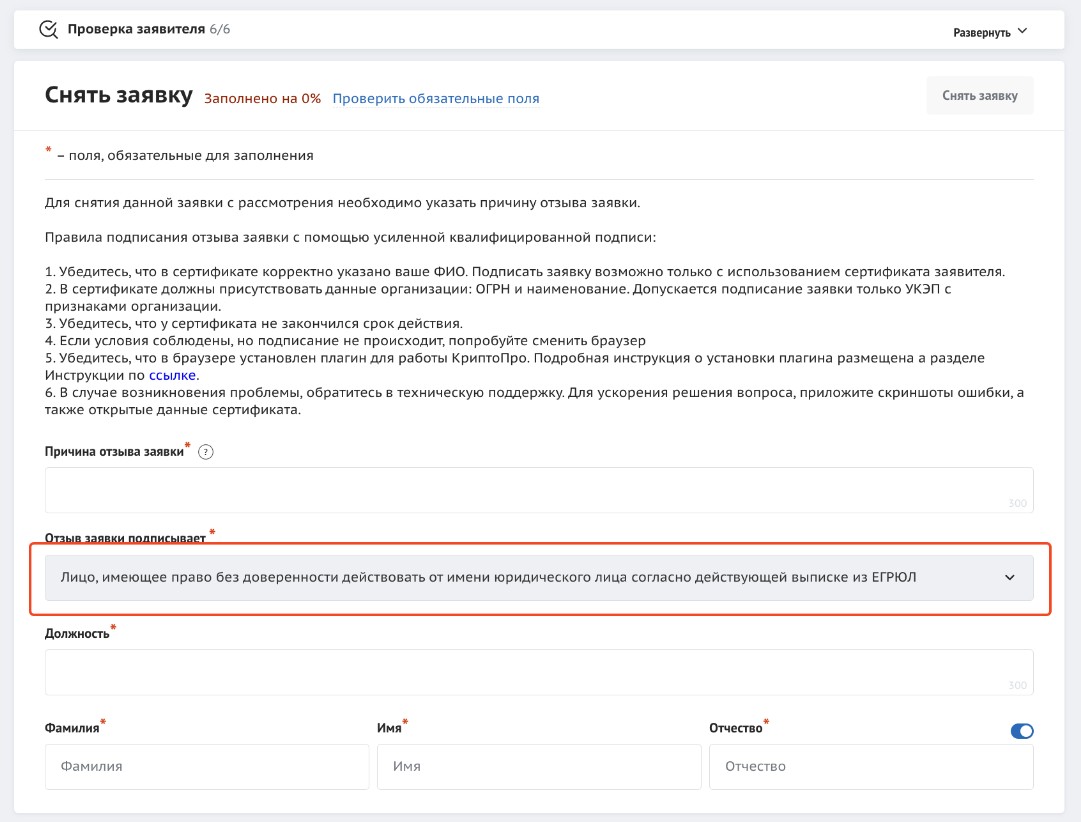 Проверка заявителя 6/6
Развернуть
Снять заявку Заполнено на 0% Проверить обязательные поля
Снять заявку
* – поля, обязательные для заполнения
Для снятия данной заявки с рассмотрения необходимо указать причину отзыва заявки.
Правила подписания отзыва заявки с помощью усиленной квалифицированной подписи:
1. Убедитесь, что в сертификате корректно указано ваше ФИО. Подписать заявку возможно только с использованием сертификата заявителя.
2. В сертификате должны присутствовать данные организации: ОГРН и наименование. Допускается подписание заявки только УКЭП с
признаками организации.
3. Убедитесь, что у сертификата не закончился срок действия.
4. Если условия соблюдены, но подписание не происходит, попробуйте сменить браузер
5. Убедитесь, что в браузере установлен плагин для работы КриптоПро. Подробная инструкция о установки плагина размещена а разделе
Инструкции по ссылке.
6. В случае возникновения проблемы, обратитесь в техническую поддержку. Для ускорения решения вопроса, приложите скриншоты ошибки, а
также открытые данные сертификата.
Причина отзыва заявки* ?
300
Отзыв заявки подписывает *
Лицо, имеющее право без доверенности действовать от имени юридического лица согласно действующей выписке из ЕГРЮЛ
Должность*
300
Фамилия* Имя* Отчество*
Фамилия Имя Отчество